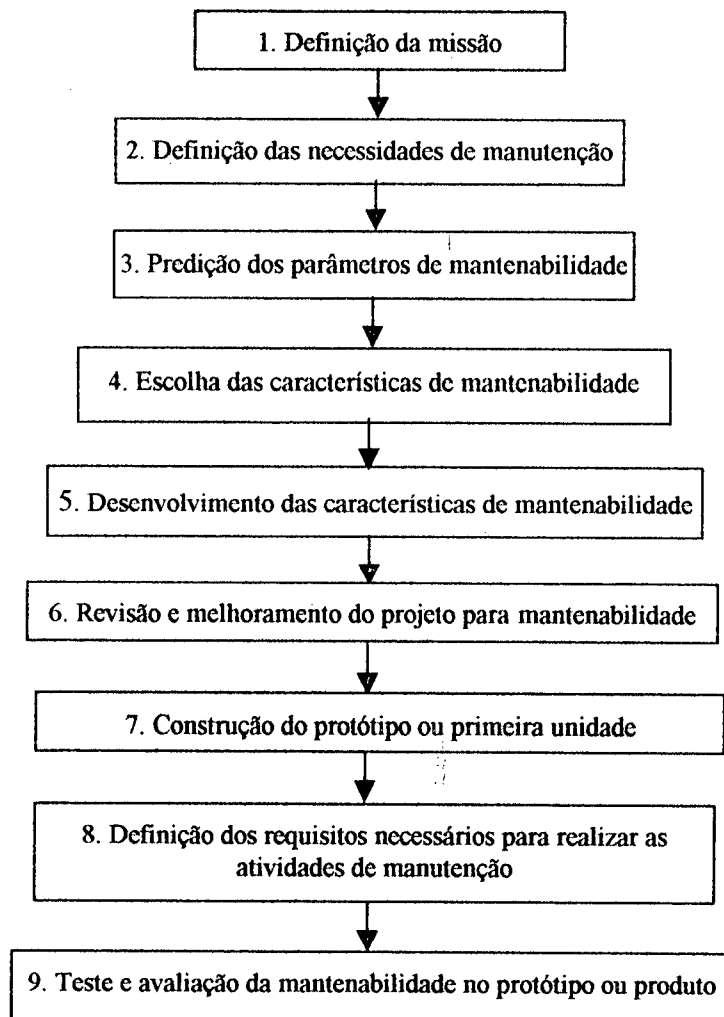 1. Definição da missão
2. Definição das necessidades de manutenção
3. Predição dos parâmetros de mantenabilidade
4. Escolha das características de mantenabilidade
5. Desenvolvimento das características de mantenabilidade
6. Revisão e melhoramento do projeto para mantenabilidade
7. Construção do protótipo ou primeira unidade
8. Definição dos requisitos necessários para realizar as
atividades de manutenção
9. Teste e avaliação da mantenabilidade no protótipo ou produto